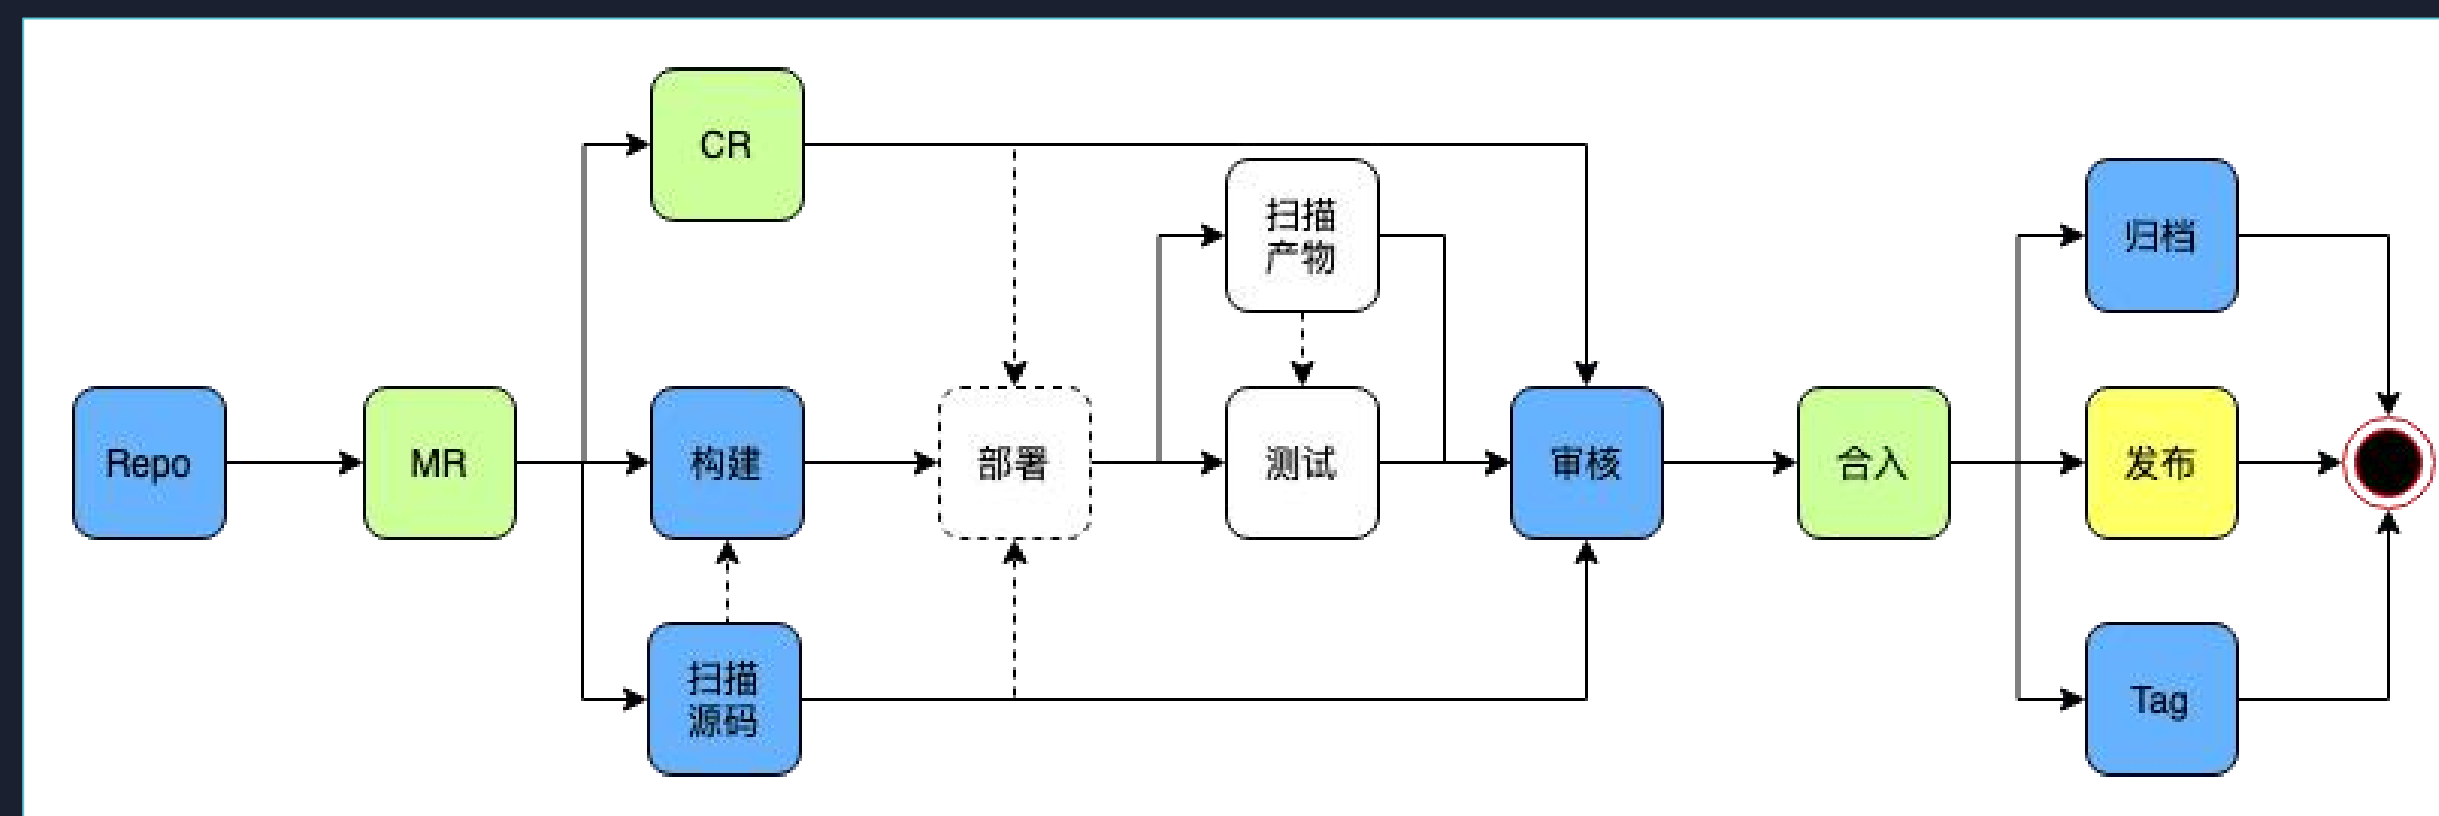 CR
扫描
产物
归档
Repo
MR
构建
部署
测试
审核
合入
发布
扫描
源码
Tag